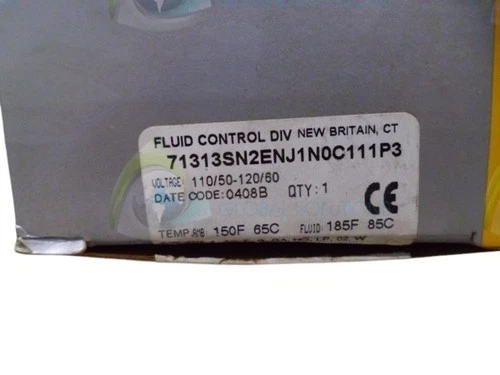 FLUID CONTROL DIV NEW BRITAIN, CT
71313SN2ENJ1N0C111P3
VOLTAGE: 110/50-120/60
DATE CODE:0408B QTY:1
CE
TEMP. AMB 150F 65C FLUID: 185F 85C